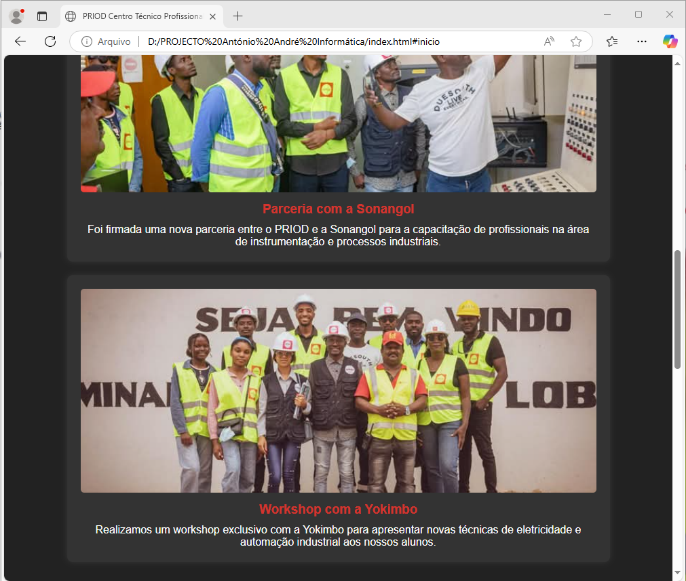 PRIOD Centro Técnico Profissiona
Arquivo
D:/PROJECTO%20António%20André%20Informática/index.html#inicio
DUESOUTH
LIVE
Parceria com a Sonangol
Foi firmada uma nova parceria entre o PRIOD e a Sonangol para a capacitação de profissionais na área
de instrumentação e processos industriais.
SEJA BEM VINDO
MINA
LOB
Workshop com a Yokimbo
Realizamos um workshop exclusivo com a Yokimbo para apresentar novas técnicas de eletricidade e
automação industrial aos nossos alunos.